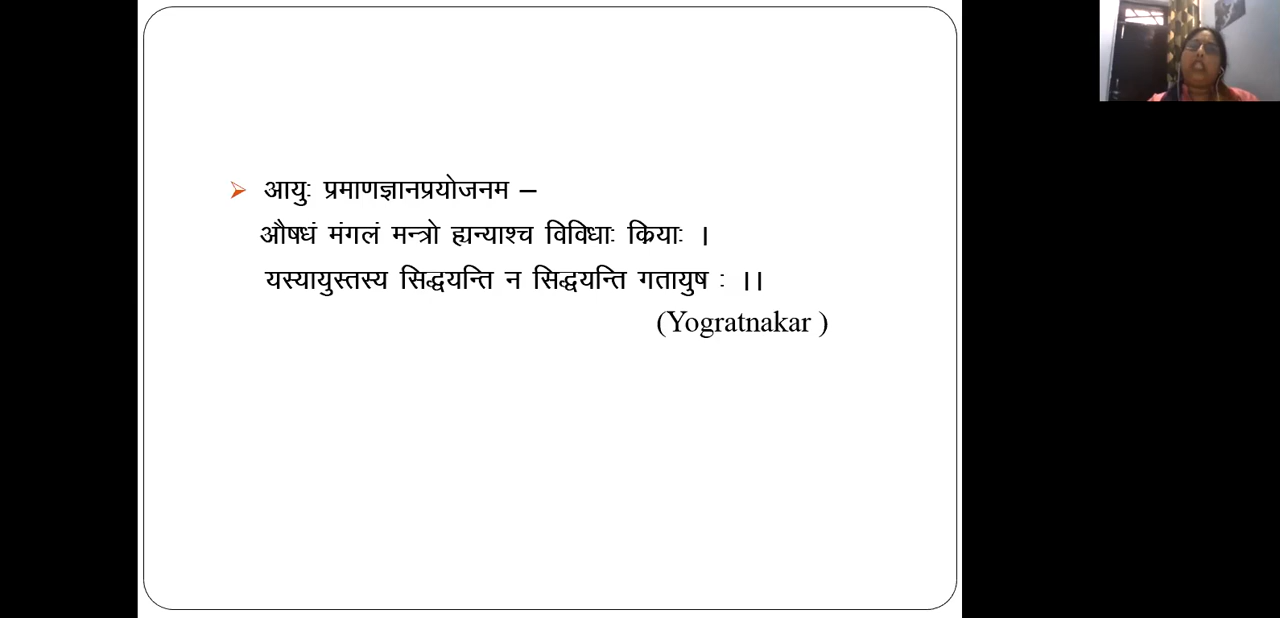 आयुः प्रमाणज्ञानप्रयोजनम –
औषधं मंगलं मन्त्रो ह्यन्याश्च विविधाः कियाः ।
यस्यायुस्तस्य सिद्धयन्ति न सिद्धयन्ति गतायुष : ।।
(Yogratnakar )